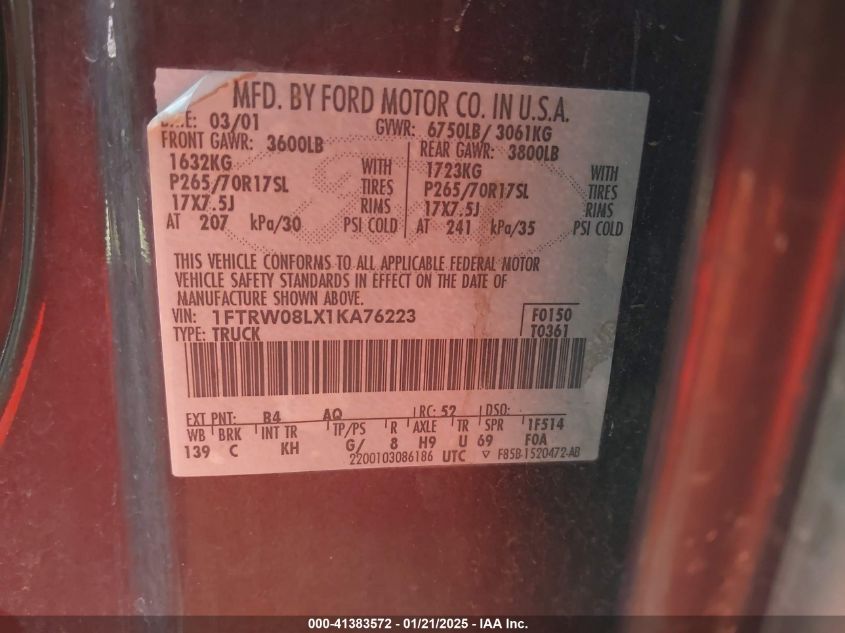 MFD. BY FORD MOTOR CO. IN U.S.A.
DATE: 03/01 GVWR: 6750LB/ 3061KG
FRONT GAWR: 3600LB REAR GAWR: 3800LB
1632KG WITH 1723KG WITH
P265/70R17SL TIRES P265/70R17SL TIRES
17X7.5J RIMS 17X7.5J RIMS
AT 207 kPa/30 PSI COLD AT 241 kPa/35 PSI COLD
THIS VEHICLE CONFORMS TO ALL APPLICABLE FEDERAL MOTOR
VEHICLE SAFETY STANDARDS IN EFFECT ON THE DATE OF
MANUFACTURE SHOWN ABOVE.
VIN: 1FTRW08LX1KA76223 F0150
TYPE: TRUCK T0361
EXT PNT: B4 AQ RC: 52 DSO:
WB BRK INT TR TP/PS R AXLE TR SPR 1F514
139 C KH G/ 8 H9 U 69 F0A
2200103086186 UTC ▽ F85B-1520472-AB
000-41383572 - 01/21/2025 - IAA Inc.